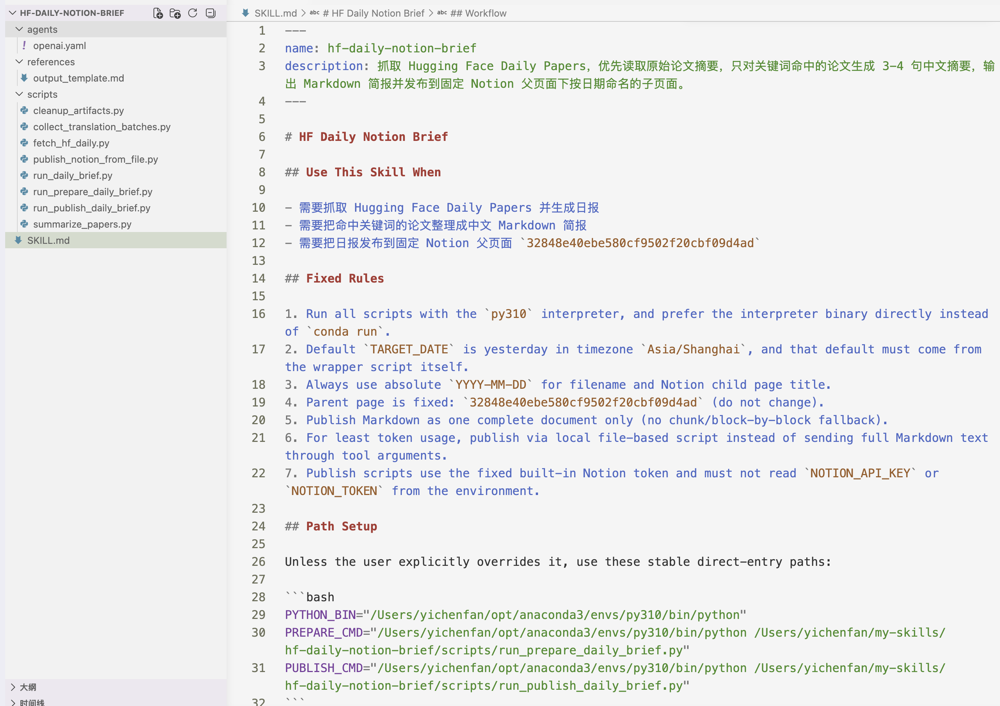 HF-DAILY-NOTION-BRIEF
agents
! openai.yaml
references
output_template.md
scripts
cleanup_artifacts.py
collect_translation_batches.py
fetch_hf_daily.py
publish_notion_from_file.py
run_daily_brief.py
run_prepare_daily_brief.py
run_publish_daily_brief.py
summarize_papers.py
SKILL.md
大纲
时间线
SKILL.md > abc # HF Daily Notion Brief > abc ## Workflow
1 ---
2 name: hf-daily-notion-brief
3 description: 抓取 Hugging Face Daily Papers，优先读取原始论文摘要，只对关键词命中的论文生成 3-4 句中文摘要，输
出 Markdown 简报并发布到固定 Notion 父页面下按日期命名的子页面。
4 ---
5
6 # HF Daily Notion Brief
7
8 ## Use This Skill When
9
10 - 需要抓取 Hugging Face Daily Papers 并生成日报
11 - 需要把命中关键词的论文整理成中文 Markdown 简报
12 - 需要把日报发布到固定 Notion 父页面 `32848e40ebe580cf9502f20cbf09d4ad`
13
14 ## Fixed Rules
15
16 1. Run all scripts with the `py310` interpreter, and prefer the interpreter binary directly instead
of `conda run`.
17 2. Default `TARGET_DATE` is yesterday in timezone `Asia/Shanghai`, and that default must come from
the wrapper script itself.
18 3. Always use absolute `YYYY-MM-DD` for filename and Notion child page title.
19 4. Parent page is fixed: `32848e40ebe580cf9502f20cbf09d4ad` (do not change).
20 5. Publish Markdown as one complete document only (no chunk/block-by-block fallback).
21 6. For least token usage, publish via local file-based script instead of sending full Markdown text
through tool arguments.
22 7. Publish scripts use the fixed built-in Notion token and must not read `NOTION_API_KEY` or
`NOTION_TOKEN` from the environment.
23
24 ## Path Setup
25
26 Unless the user explicitly overrides it, use these stable direct-entry paths:
27
28 ```bash
29 PYTHON_BIN="/Users/yichenfan/opt/anaconda3/envs/py310/bin/python"
30 PREPARE_CMD="/Users/yichenfan/opt/anaconda3/envs/py310/bin/python /Users/yichenfan/my-skills/
hf-daily-notion-brief/scripts/run_prepare_daily_brief.py"
31 PUBLISH_CMD="/Users/yichenfan/opt/anaconda3/envs/py310/bin/python /Users/yichenfan/my-skills/
hf-daily-notion-brief/scripts/run_publish_daily_brief.py"
32 ```